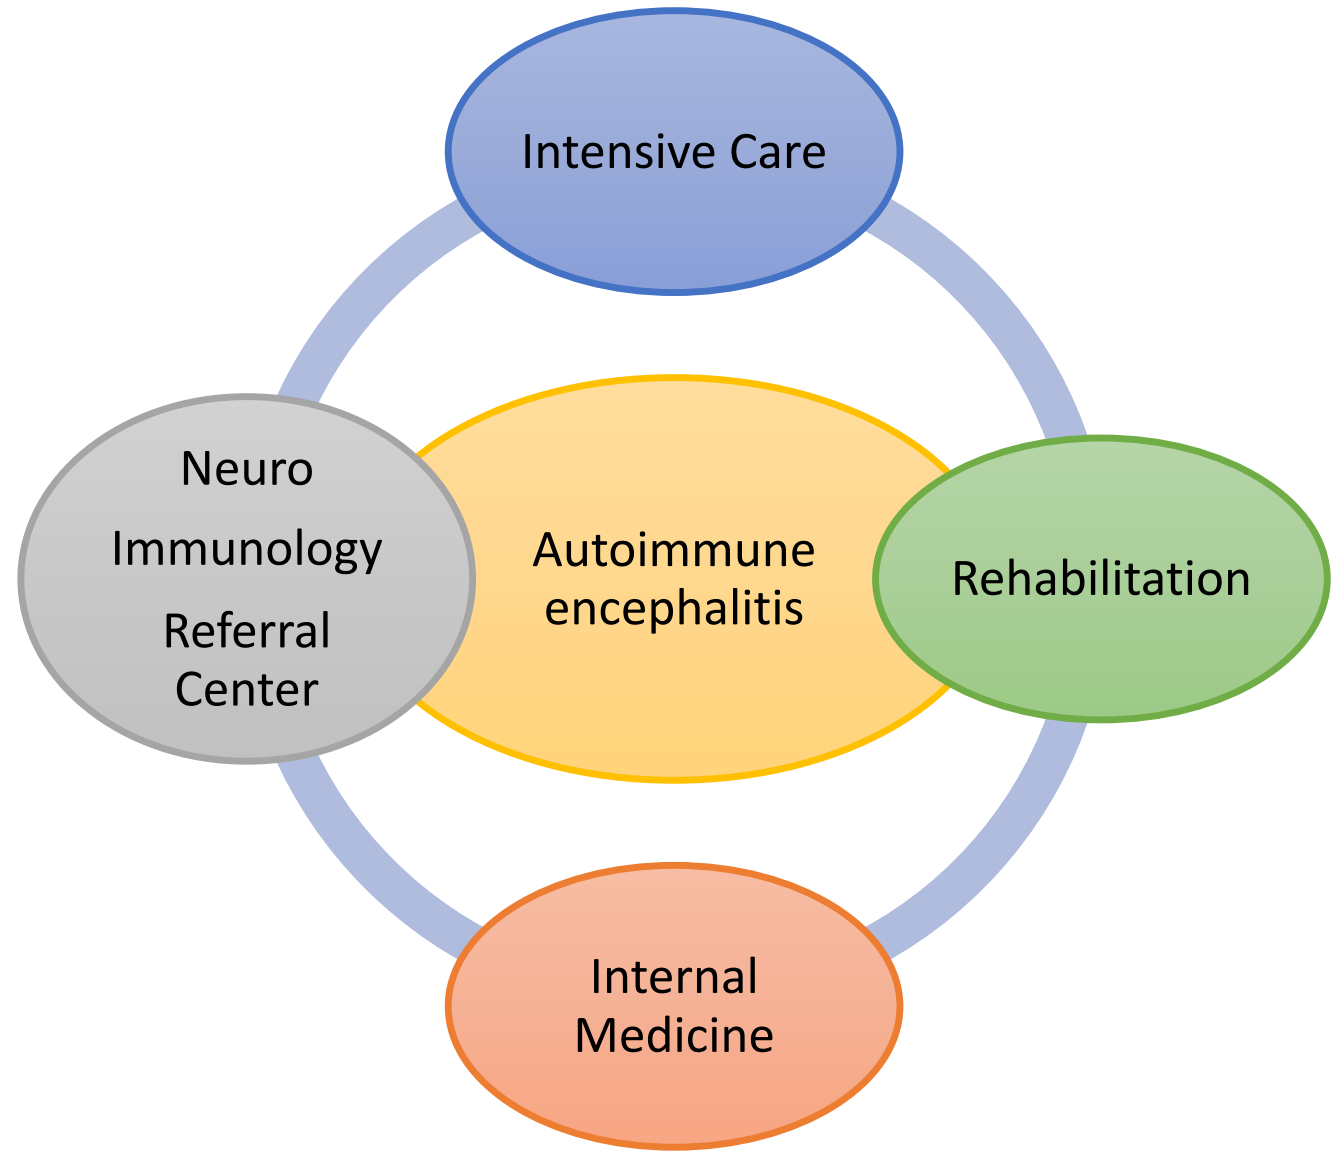 Intensive Care
Neuro
Immunology
Referral
Center
Autoimmune
encephalitis
Rehabilitation
Internal
Medicine